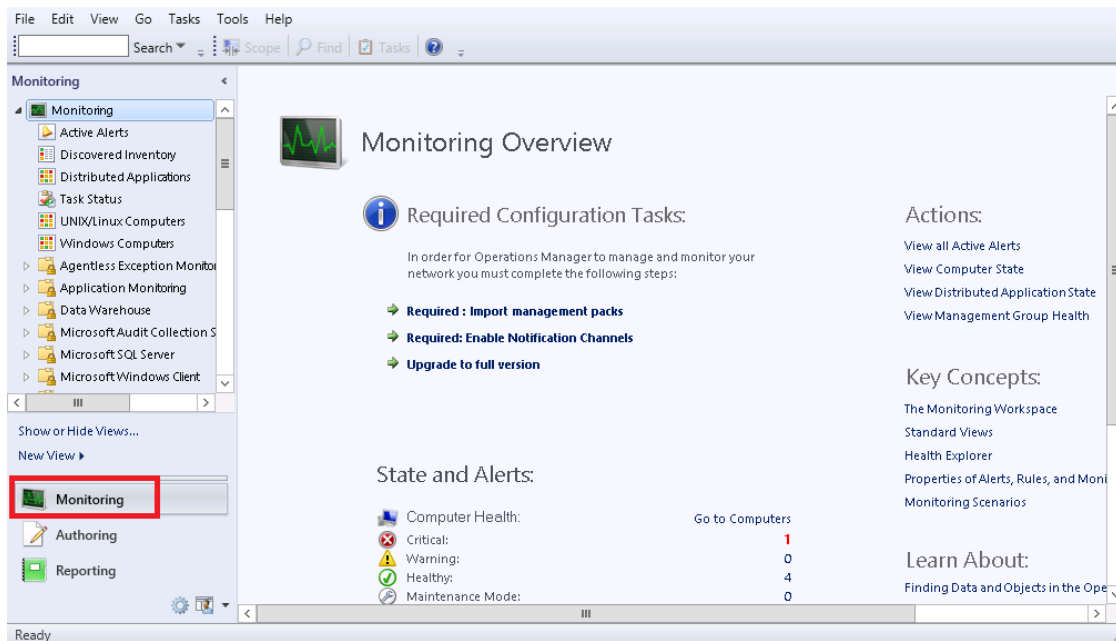 File Edit View Go Tasks Tools Help
Search Scope Find Tasks
Monitoring
Monitoring
Active Alerts
Discovered Inventory
Distributed Applications
Task Status
UNIX/Linux Computers
Windows Computers
Agentless Exception Monitor
Application Monitoring
Data Warehouse
Microsoft Audit Collection S
Microsoft SQL Server
Microsoft Windows Client
Show or Hide Views...
New View
Monitoring
Authoring
Reporting
Monitoring Overview
Required Configuration Tasks:
In order for Operations Manager to manage and monitor your
network you must complete the following steps:
Required : Import management packs
Required: Enable Notification Channels
Upgrade to full version
State and Alerts:
Computer Health: Go to Computers
Critical: 1
Warning: 0
Healthy: 4
Maintenance Mode: 0
Actions:
View all Active Alerts
View Computer State
View Distributed Application State
View Management Group Health
Key Concepts:
The Monitoring Workspace
Standard Views
Health Explorer
Properties of Alerts, Rules, and Moni
Monitoring Scenarios
Learn About:
Finding Data and Objects in the Ope
Ready